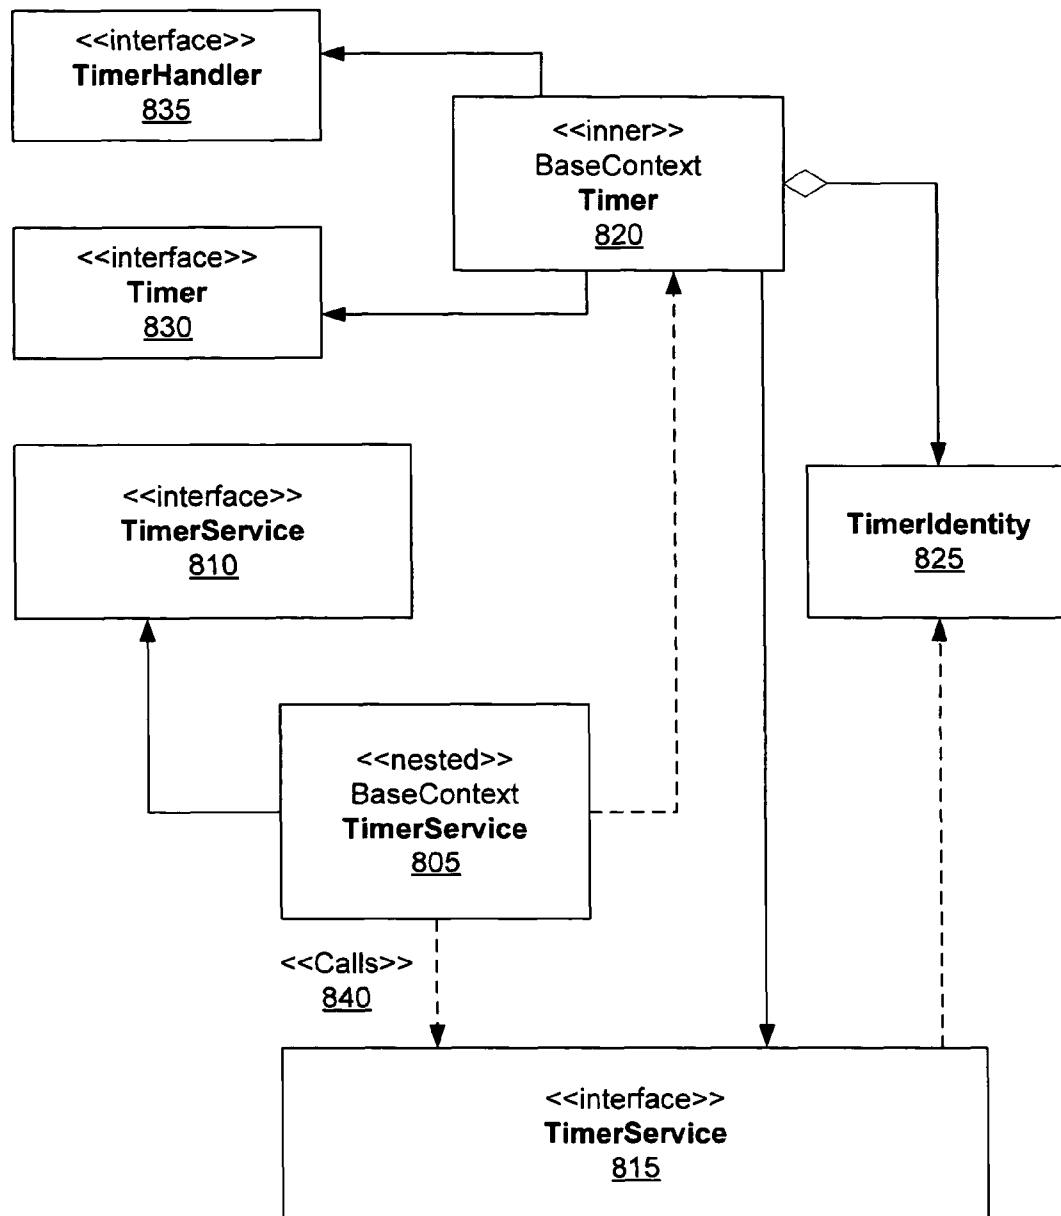 <<interface>>
TimerHandler
835
<<inner>>
BaseContext
Timer
820
<<interface>>
Timer
830
<<interface>>
TimerService
810
TimerIdentity
825
<<nested>>
BaseContext
TimerService
805
<<Calls>>
840
<<interface>>
TimerService
815